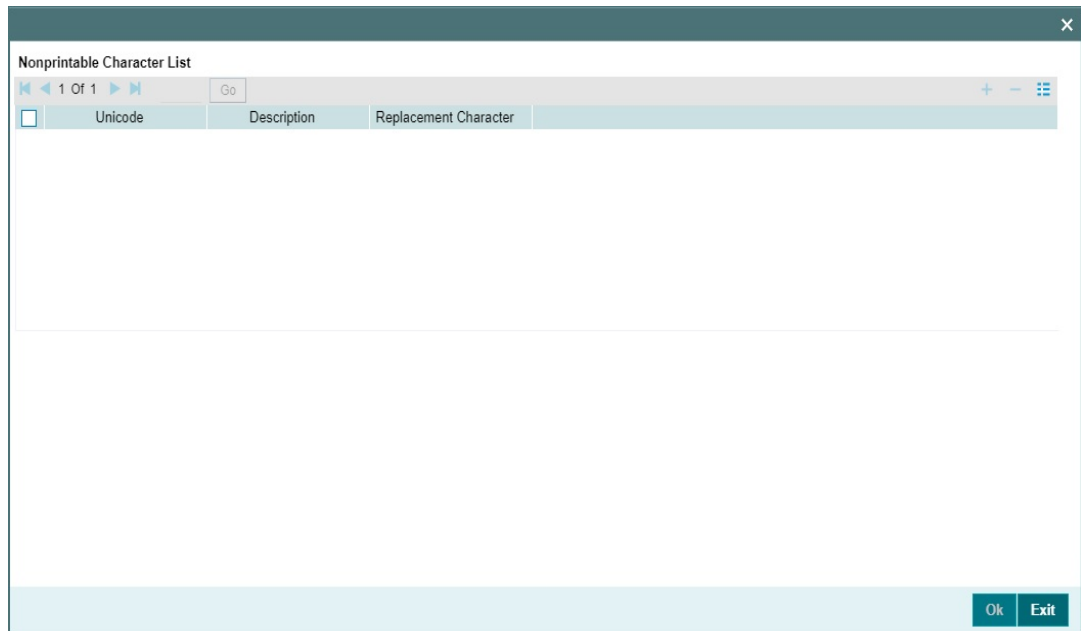 Nonprintable Character List
1 Of 1 Go
Unicode Description Replacement Character
Ok Exit